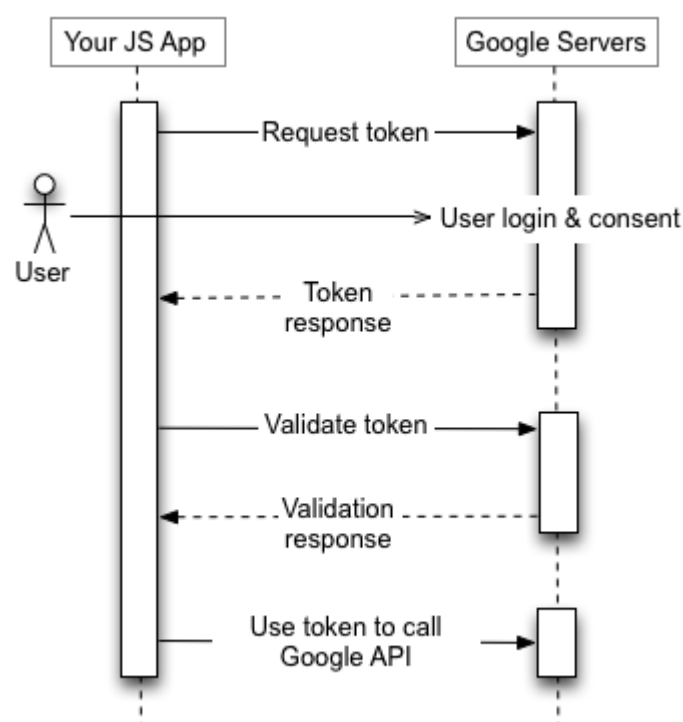 Your JS App
Google Servers
Request token
User login & consent
User
Token
response
Validate token
Validation
response
Use token to call
Google API